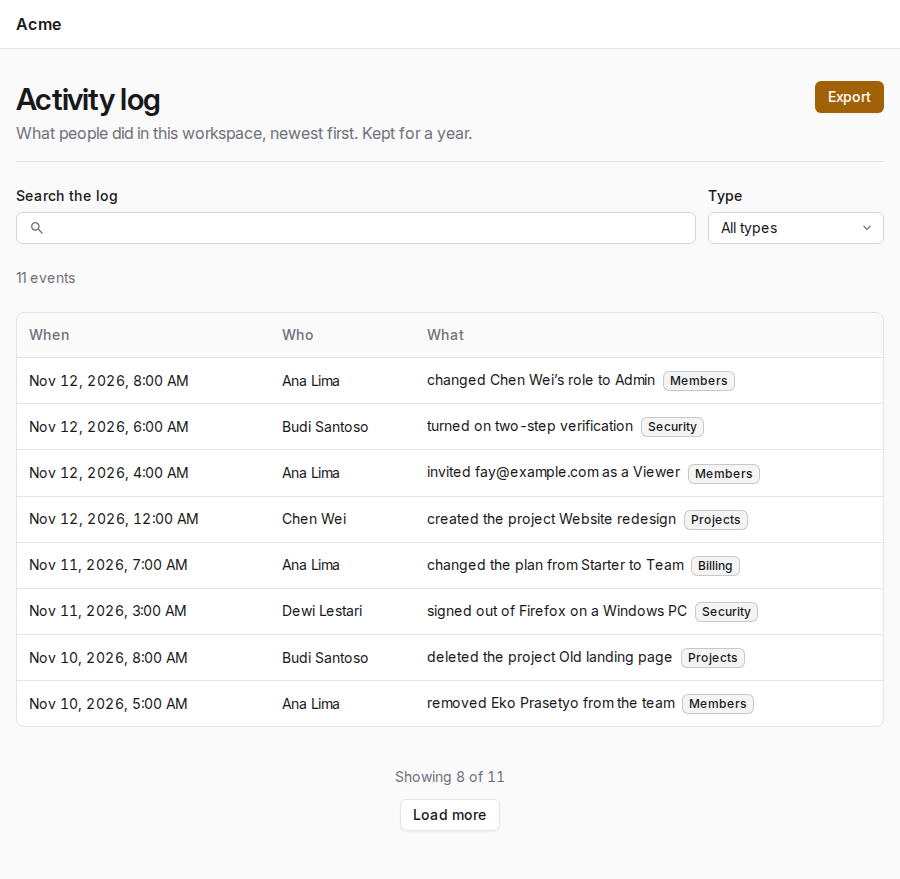 Acme
Activity log
Export
What people did in this workspace, newest first. Kept for a year.
Search the log
Type
All types
11 events
When Who What
Nov 12, 2026, 8:00 AM Ana Lima changed Chen Wei’s role to Admin Members
Nov 12, 2026, 6:00 AM Budi Santoso turned on two-step verification Security
Nov 12, 2026, 4:00 AM Ana Lima invited fay@example.com as a Viewer Members
Nov 12, 2026, 12:00 AM Chen Wei created the project Website redesign Projects
Nov 11, 2026, 7:00 AM Ana Lima changed the plan from Starter to Team Billing
Nov 11, 2026, 3:00 AM Dewi Lestari signed out of Firefox on a Windows PC Security
Nov 10, 2026, 8:00 AM Budi Santoso deleted the project Old landing page Projects
Nov 10, 2026, 5:00 AM Ana Lima removed Eko Prasetyo from the team Members
Showing 8 of 11
Load more